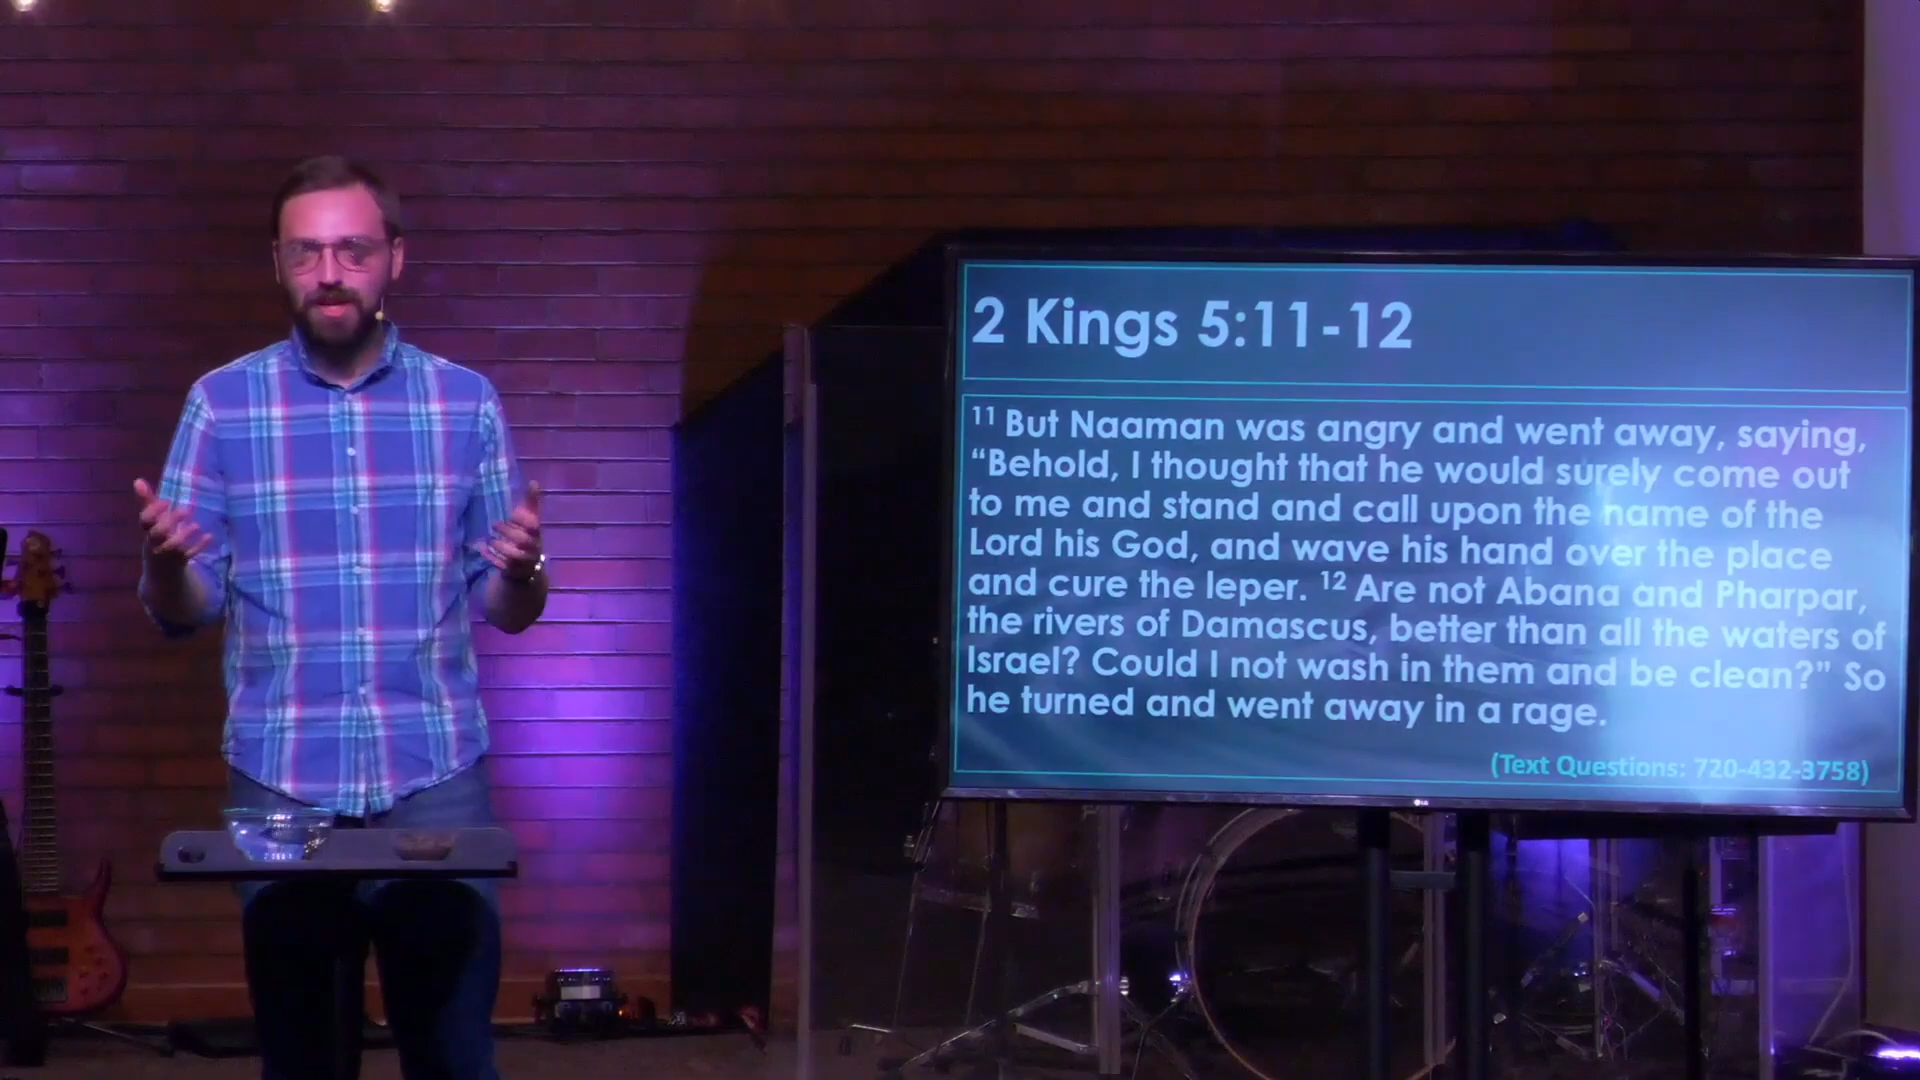 2 Kings 5:11-12
11 But Naaman was angry and went away, saying,
“Behold, I thought that he would surely come out
to me and stand and call upon the name of the
Lord his God, and wave his hand over the place
and cure the leper. 12 Are not Abana and Pharpar,
the rivers of Damascus, better than all the waters of
Israel? Could I not wash in them and be clean?” So
he turned and went away in a rage.
(Text Questions: 720-432-3758)
LG